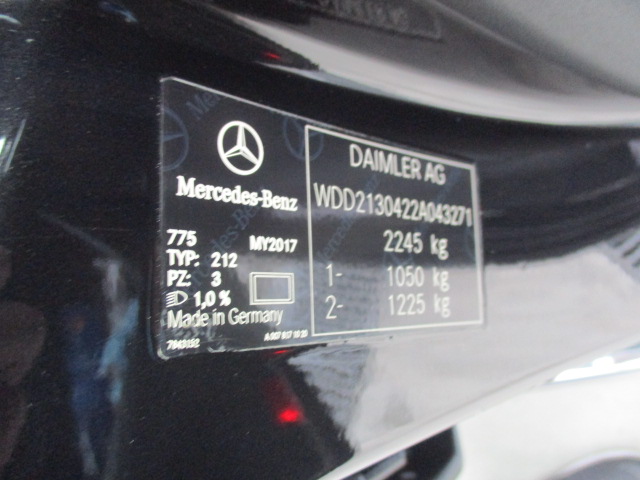 Mercedes-Benz
775 MY2017
TYP: 212
PZ: 3
1,0 %
Made in Germany
DAIMLER AG
WDD2130422A043271
2245 kg
1- 1050 kg
2- 1225 kg